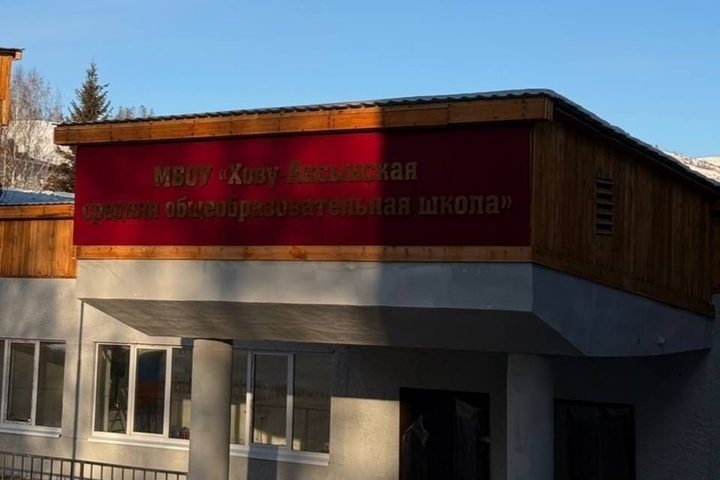 МБОУ «Хову-Аксынская
средняя общеобразовательная школа»